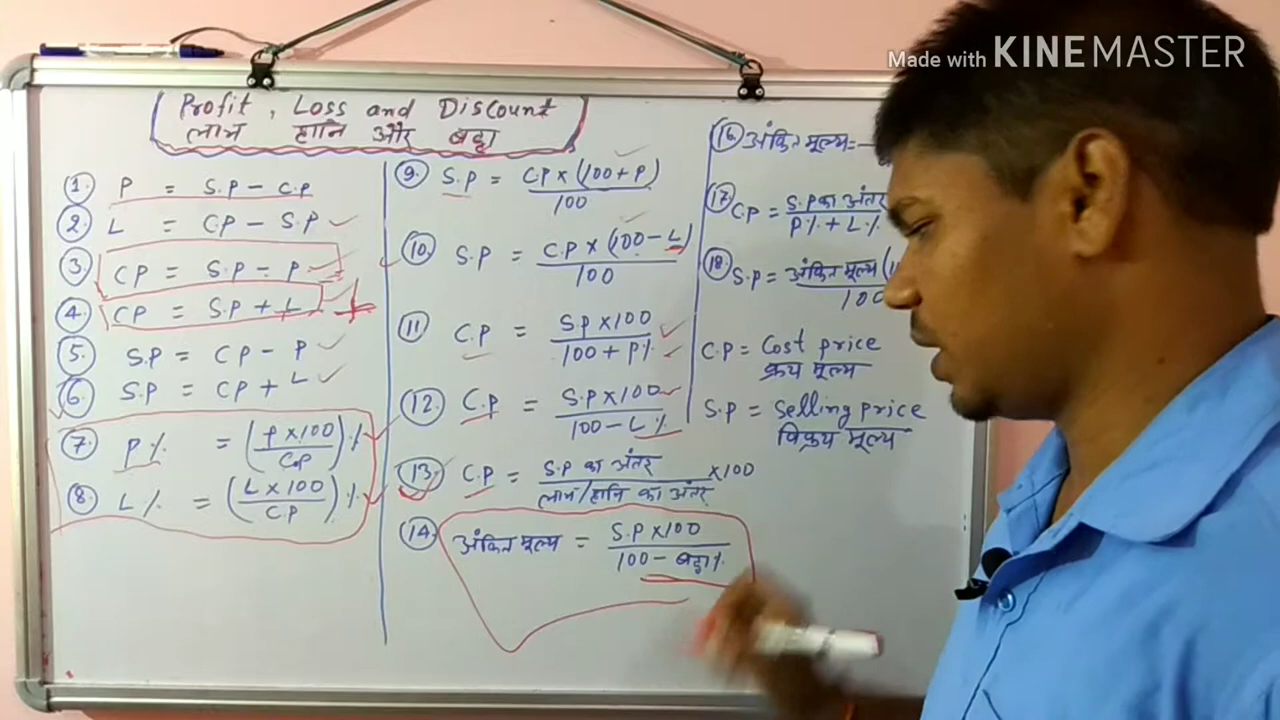 Made with KINEMASTER
Profit, Loss and Discount
लाभ हानि और बट्टा
1. P = S.P - C.P
2. L = CP - S.P
3. CP = S.P - P
4. CP = S.P + L
5. S.P = CP - P
6. S.P = CP + L
7. P% = (P×100/CP)%
8. L% = (L×100/CP)%
9. S.P = C.P×(100+P)/100
10. S.P = C.P×(100-L)/100
11. C.P = S.P×100/100+P%
12. C.P = S.P×100/100-L%
13. C.P = S.P का अंतर/लाभ/हानि का अंतर ×100
14. अंकित मूल्य = S.P×100/100-बट्टा%
16. अंकित मूल्य =
17. C.P = S.P का अंतर/P%+L%
18. S.P = अंकित मूल्य(1/100
C.P = Cost price
क्रय मूल्य
S.P = Selling price
विक्रय मूल्य